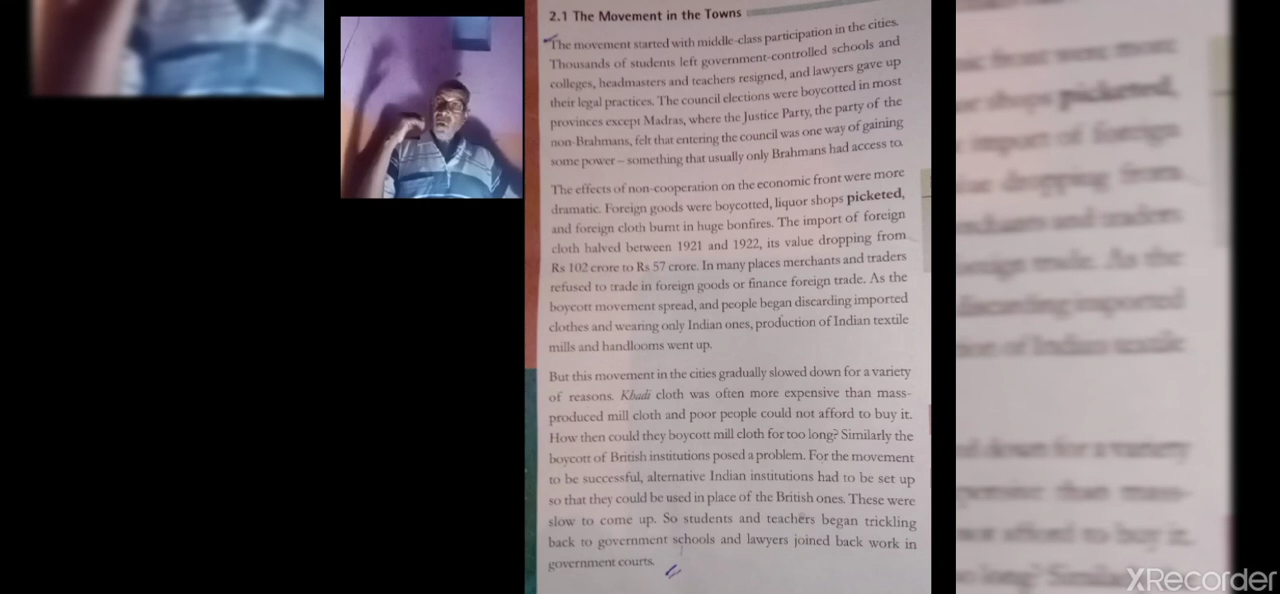 2.1 The Movement in the Towns
The movement started with middle-class participation in the cities.
Thousands of students left government-controlled schools and
colleges, headmasters and teachers resigned, and lawyers gave up
their legal practices. The council elections were boycotted in most
provinces except Madras, where the Justice Party, the party of the
non-Brahmans, felt that entering the council was one way of gaining
some power – something that usually only Brahmans had access to.
The effects of non-cooperation on the economic front were more
dramatic. Foreign goods were boycotted, liquor shops picketed,
and foreign cloth burnt in huge bonfires. The import of foreign
cloth halved between 1921 and 1922, its value dropping from
Rs 102 crore to Rs 57 crore. In many places merchants and traders
refused to trade in foreign goods or finance foreign trade. As the
boycott movement spread, and people began discarding imported
clothes and wearing only Indian ones, production of Indian textile
mills and handlooms went up.
But this movement in the cities gradually slowed down for a variety
of reasons. Khadi cloth was often more expensive than mass-
produced mill cloth and poor people could not afford to buy it.
How then could they boycott mill cloth for too long? Similarly the
boycott of British institutions posed a problem. For the movement
to be successful, alternative Indian institutions had to be set up
so that they could be used in place of the British ones. These were
slow to come up. So students and teachers began trickling
back to government schools and lawyers joined back work in
government courts.
XRecorder